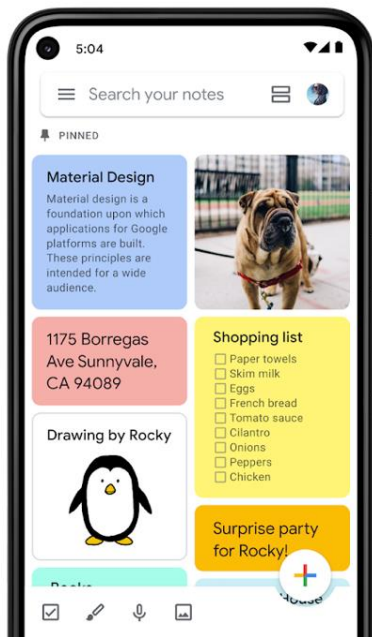 5:04
Search your notes
PINNED
Material Design
Material design is a
foundation upon which
applications for Google
platforms are built.
These principles are
intended for a wide
audience.
1175 Borregas
Ave Sunnyvale,
CA 94089
Shopping list
Paper towels
Skim milk
Eggs
French bread
Tomato sauce
Cilantro
Onions
Peppers
Chicken
Drawing by Rocky
Surprise party
for Rocky!